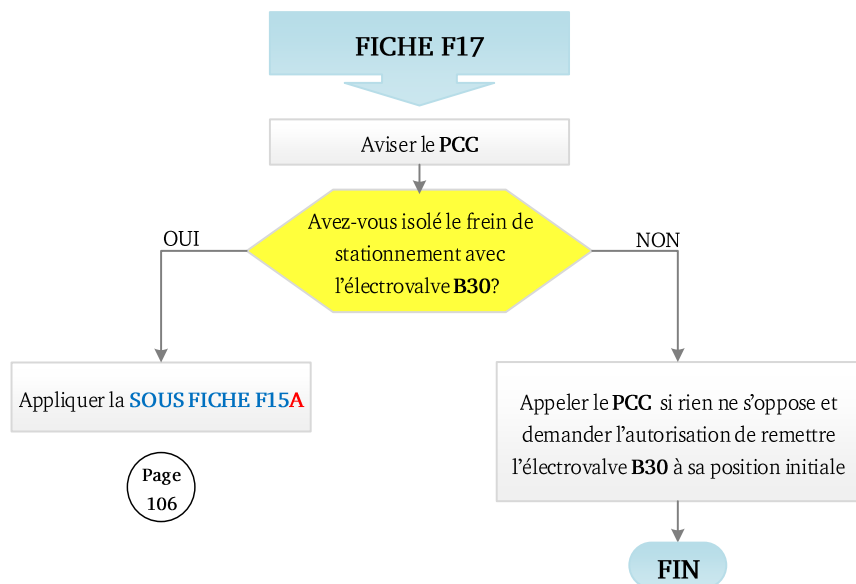 FICHE F17
Aviser le PCC
Avez-vous isolé le frein de
stationnement avec
l'électrovalve B30?
OUI
NON
Appliquer la SOUS FICHE F15A
Page
106
Appeler le PCC si rien ne s'oppose et
demander l'autorisation de remettre
l'électrovalve B30 à sa position initiale
FIN